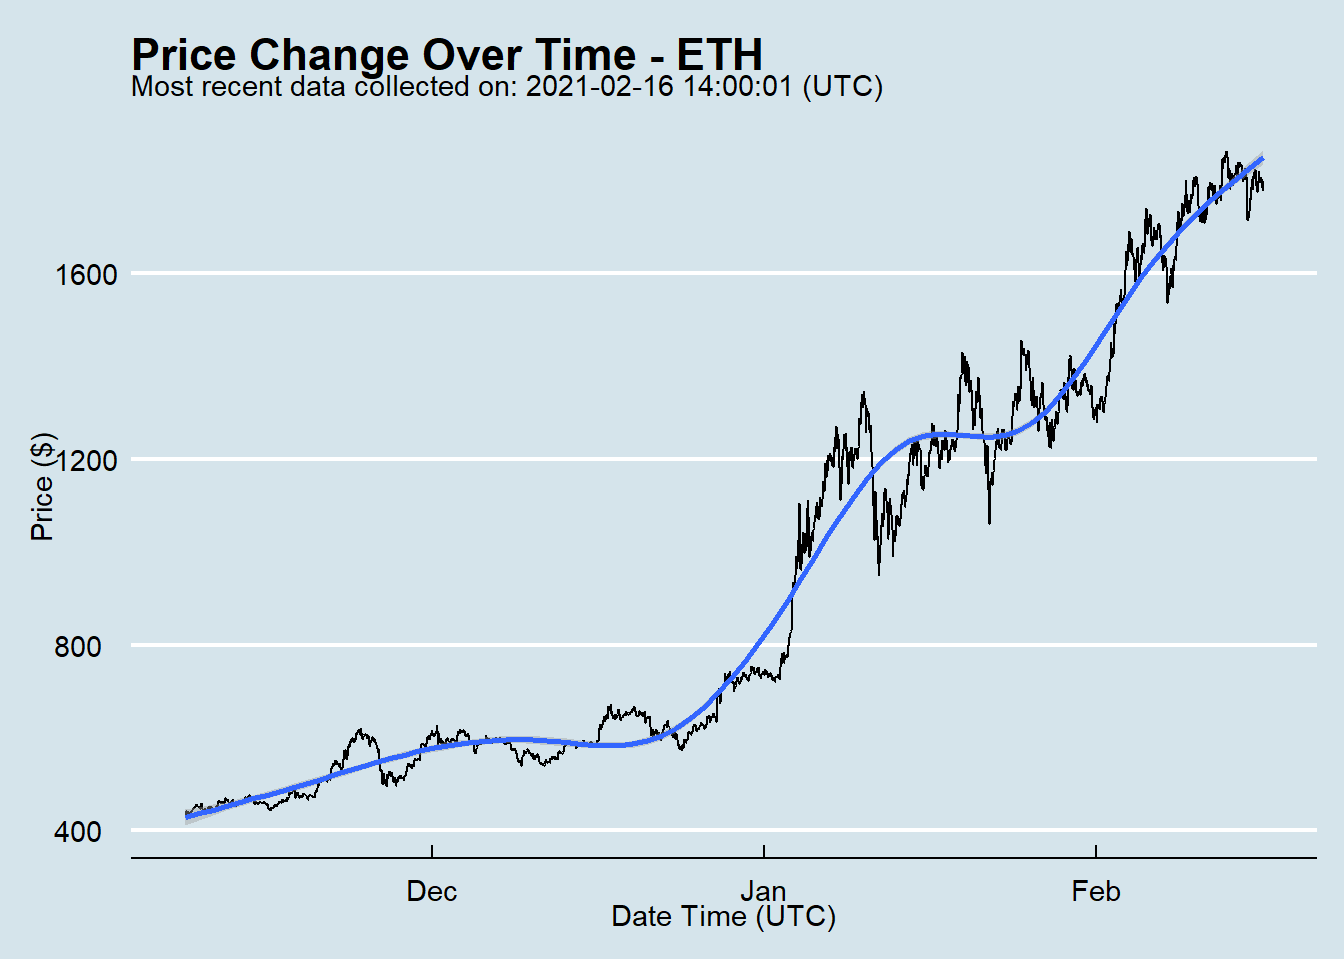 Price Change Over Time - ETH
Most recent data collected on: 2021-02-16 14:00:01 (UTC)
Price ($)
1600
1200
800
400
Dec Jan Feb
Date Time (UTC)